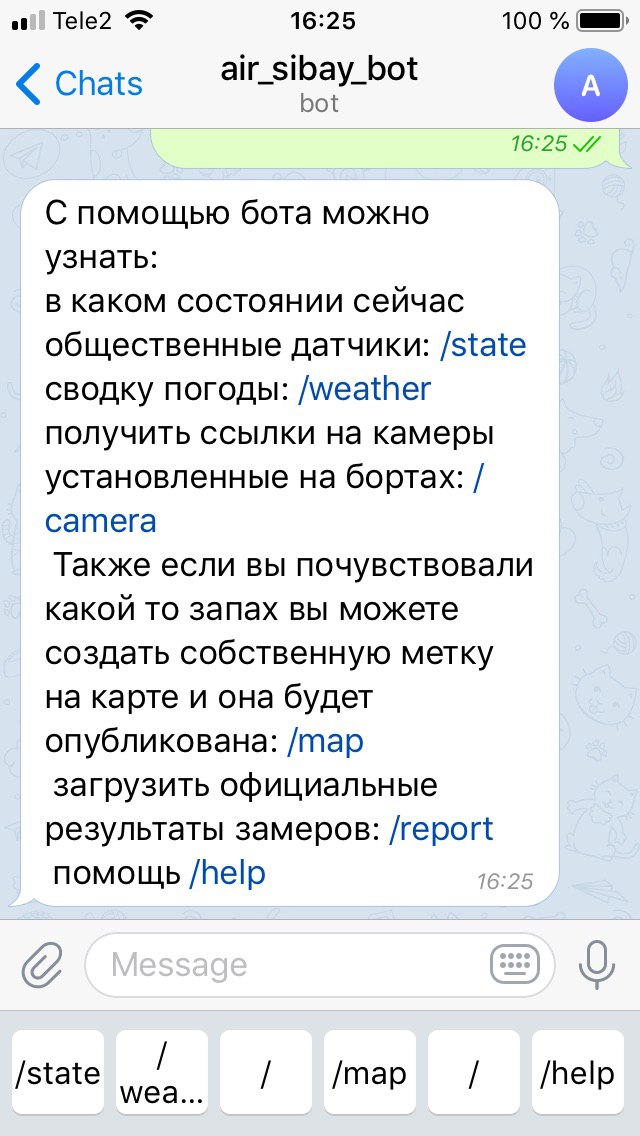 Tele2 16:25 100 %
Chats air_sibay_bot A
bot
16:25
С помощью бота можно
узнать:
в каком состоянии сейчас
общественные датчики: /state
сводку погоды: /weather
получить ссылки на камеры
установленные на бортах: /
camera
Также если вы почувствовали
какой то запах вы можете
создать собственную метку
на карте и она будет
опубликована: /map
загрузить официальные
результаты замеров: /report
помощь /help
16:25
Message
/state / /map / /help
/
wea...